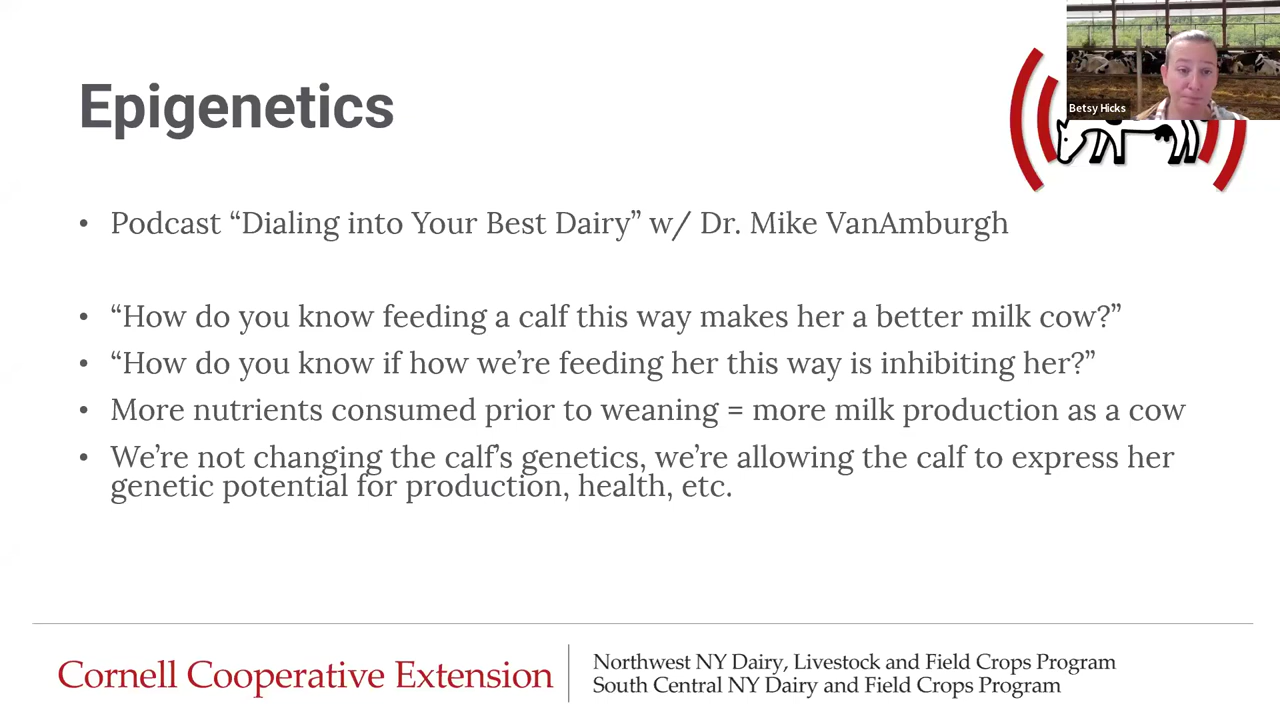 Betsy Hicks
Epigenetics
• Podcast “Dialing into Your Best Dairy” w/ Dr. Mike VanAmburgh
• “How do you know feeding a calf this way makes her a better milk cow?”
• “How do you know if how we’re feeding her this way is inhibiting her?”
• More nutrients consumed prior to weaning = more milk production as a cow
• We’re not changing the calf’s genetics, we’re allowing the calf to express her
genetic potential for production, health, etc.
Cornell Cooperative Extension
Northwest NY Dairy, Livestock and Field Crops Program
South Central NY Dairy and Field Crops Program